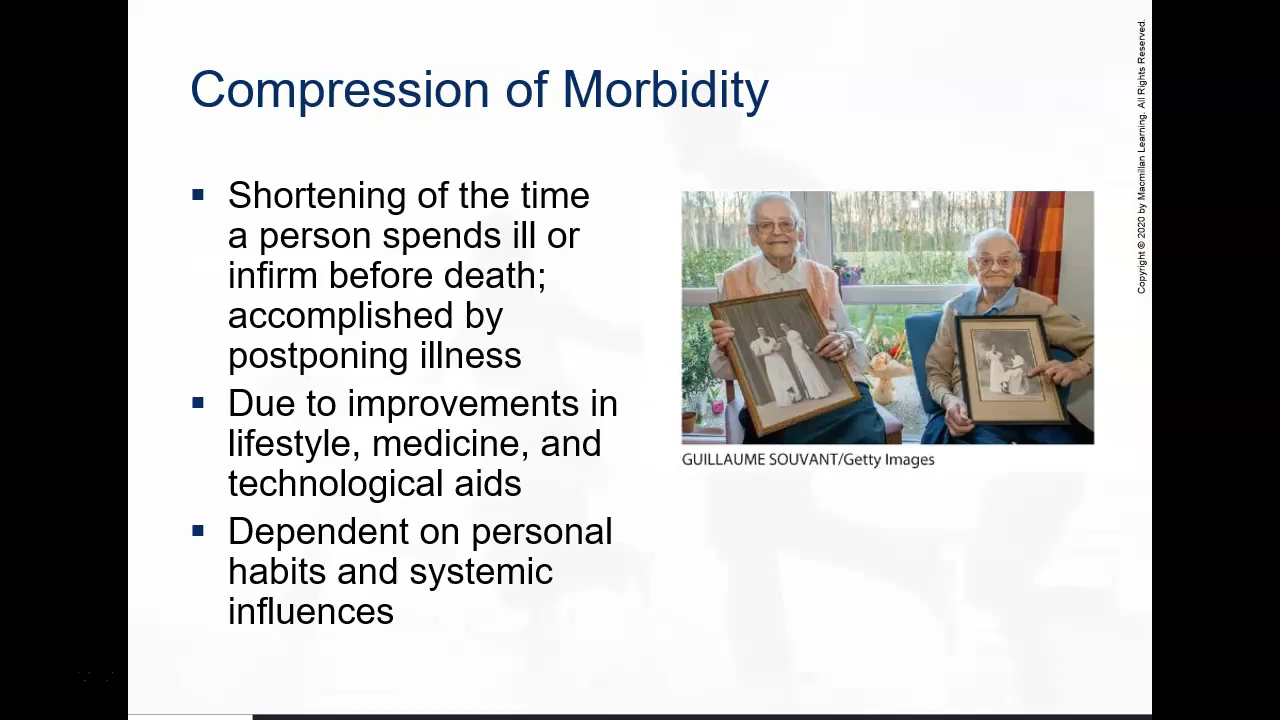 Compression of Morbidity
▪ Shortening of the time
a person spends ill or
infirm before death;
accomplished by
postponing illness
▪ Due to improvements in
lifestyle, medicine, and
technological aids
▪ Dependent on personal
habits and systemic
influences
GUILLAUME SOUVANT/Getty Images
Copyright © 2020 by Macmillan Learning. All Rights Reserved.